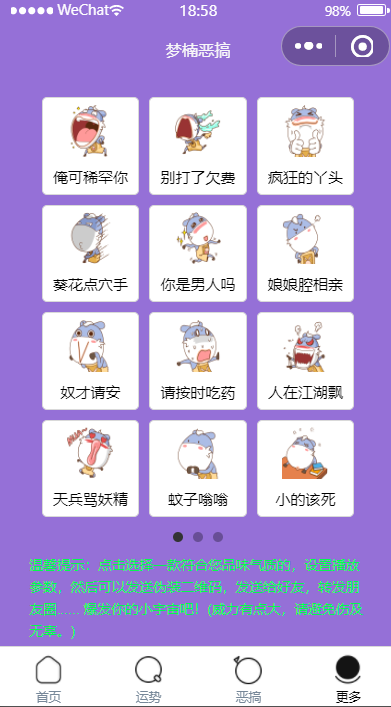 WeChat 18:58 98%
梦楠恶搞
俺可稀罕你 别打了欠费 疯狂的丫头
葵花点穴手 你是男人吗 娘娘腔相亲
奴才请安 请按时吃药 人在江湖飘
天兵骂妖精 蚊子嗡嗡 小的该死
温馨提示：点击选择一款符合您品味气质的，设置播放
参数，然后可以发送伪装二维码，发送给好友，转发朋
友圈……爆发你的小宇宙吧！(威力有点大，请避免伤及
无辜。)
首页 运势 恶搞 更多